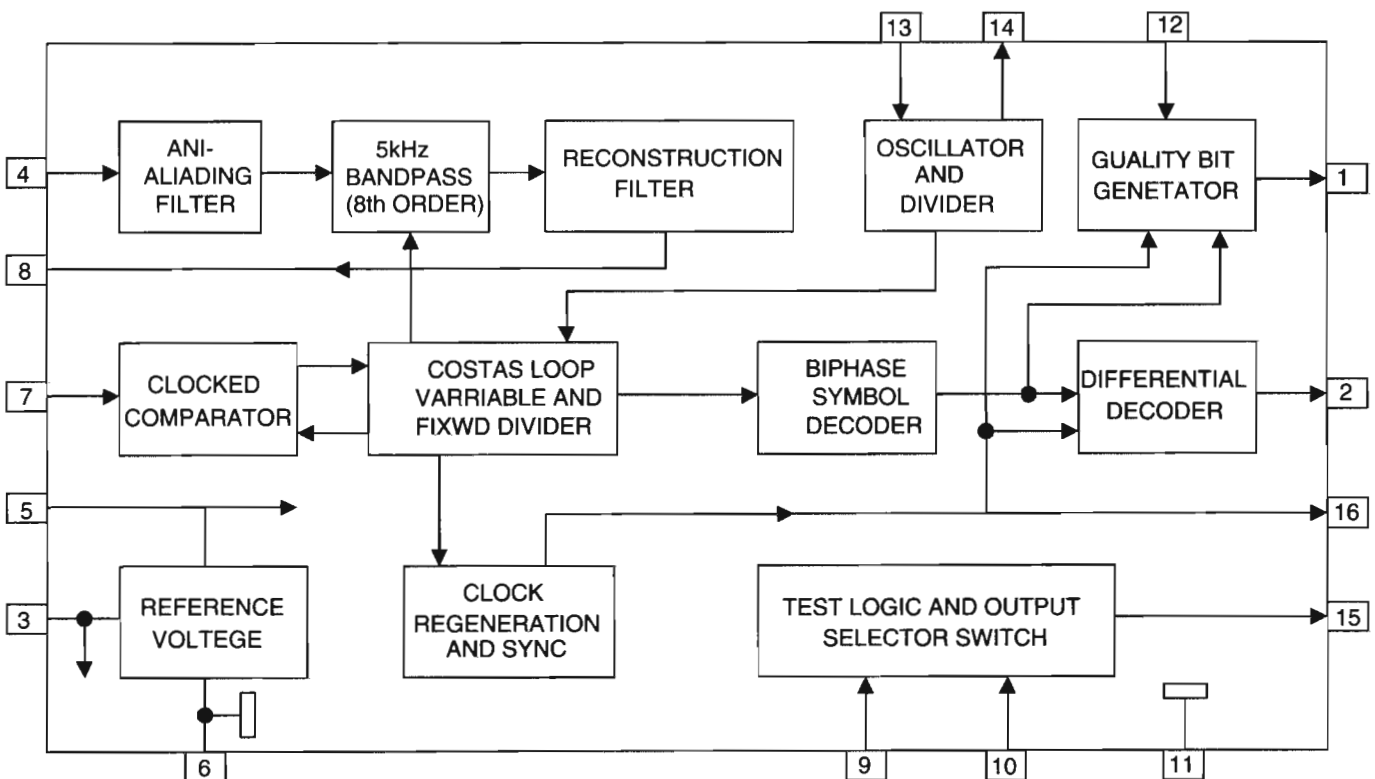 13
14
12
4
ANI-
ALIADING
FILTER
5kHz
BANDPASS
(8th ORDER)
RECONSTRUCTION
FILTER
OSCILLATOR
AND
DIVIDER
GUALITY BIT
GENETATOR
1
8
7
CLOCKED
COMPARATOR
COSTAS LOOP
VARRIABLE AND
FIXWD DIVIDER
BIPHASE
SYMBOL
DECODER
DIFFERENTIAL
DECODER
2
5
16
3
REFERENCE
VOLTEGE
CLOCK
REGENERATION
AND SYNC
TEST LOGIC AND OUTPUT
SELECTOR SWITCH
15
6
9
10
11